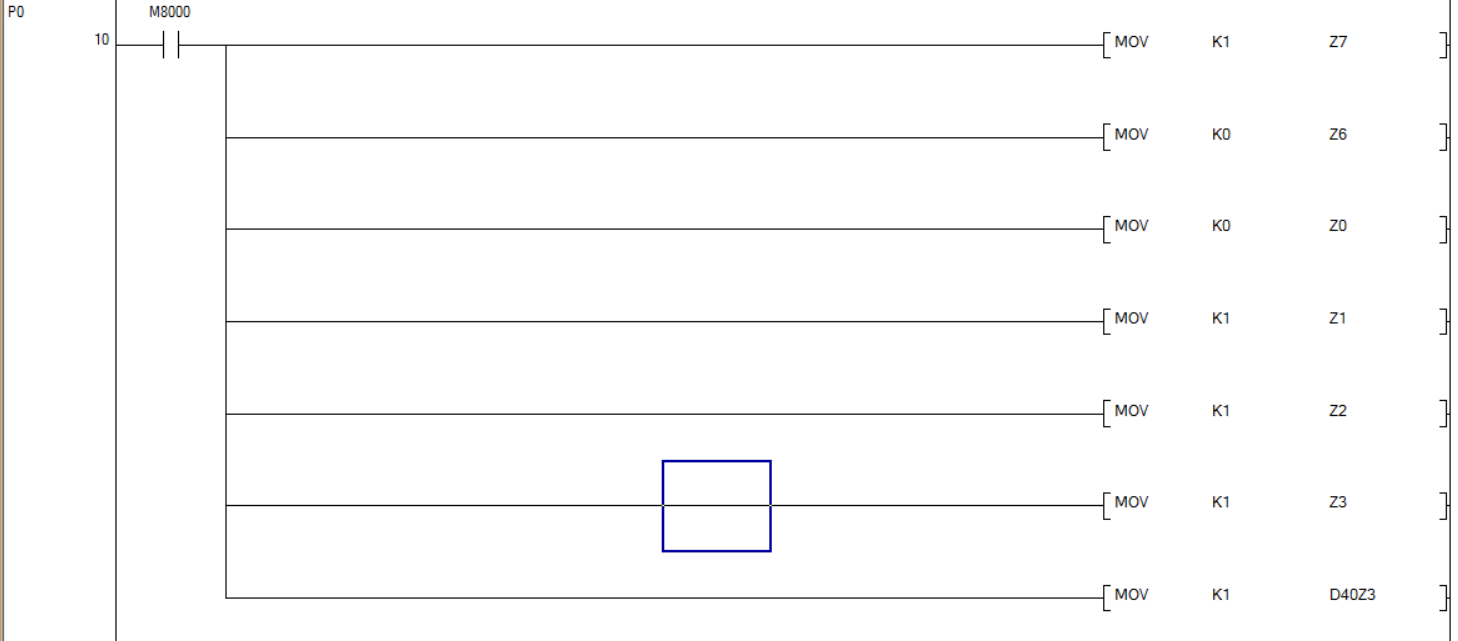 P0 M8000
10 MOV K1 Z7
MOV K0 Z6
MOV K0 Z0
MOV K1 Z1
MOV K1 Z2
MOV K1 Z3
MOV K1 D40Z3